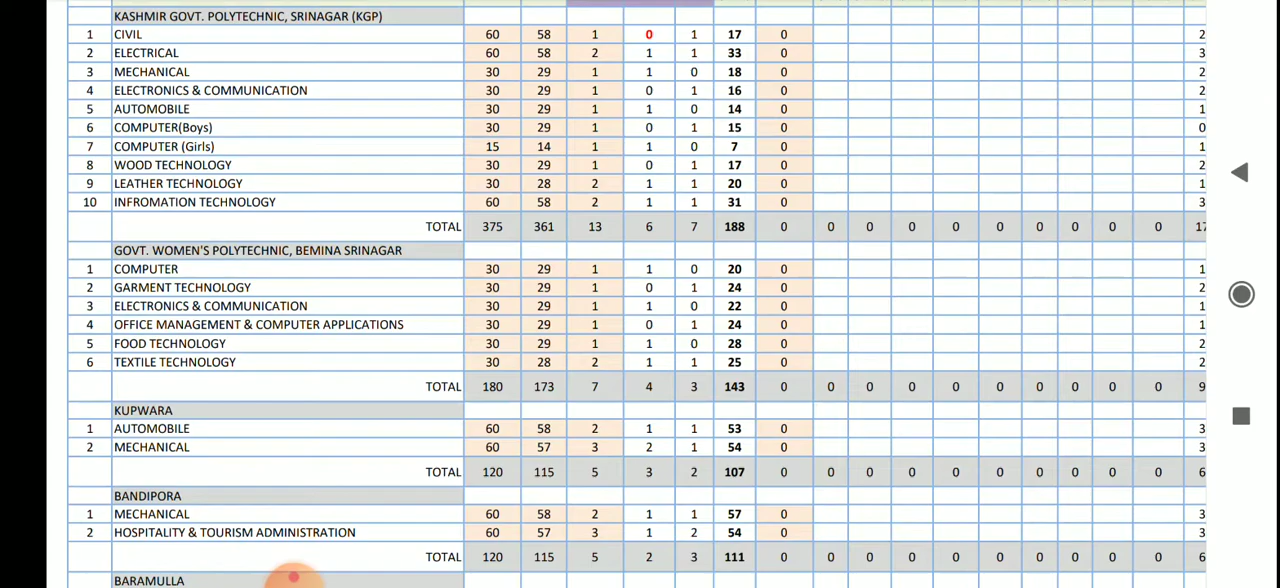 KASHMIR GOVT. POLYTECHNIC, SRINAGAR (KGP)
1 CIVIL 60 58 1 0 1 17 0 2
2 ELECTRICAL 60 58 2 1 1 33 0 3
3 MECHANICAL 30 29 1 1 0 18 0 2
4 ELECTRONICS & COMMUNICATION 30 29 1 0 1 16 0 2
5 AUTOMOBILE 30 29 1 1 0 14 0 1
6 COMPUTER(Boys) 30 29 1 0 1 15 0 0
7 COMPUTER (Girls) 15 14 1 1 0 7 0 1
8 WOOD TECHNOLOGY 30 29 1 0 1 17 0 2
9 LEATHER TECHNOLOGY 30 28 2 1 1 20 0 1
10 INFROMATION TECHNOLOGY 60 58 2 1 1 31 0 3
TOTAL 375 361 13 6 7 188 0 0 0 0 0 0 0 0 0 17
GOVT. WOMEN'S POLYTECHNIC, BEMINA SRINAGAR
1 COMPUTER 30 29 1 1 0 20 0 1
2 GARMENT TECHNOLOGY 30 29 1 0 1 24 0 2
3 ELECTRONICS & COMMUNICATION 30 29 1 1 0 22 0 1
4 OFFICE MANAGEMENT & COMPUTER APPLICATIONS 30 29 1 0 1 24 0 1
5 FOOD TECHNOLOGY 30 29 1 1 0 28 0 2
6 TEXTILE TECHNOLOGY 30 28 2 1 1 25 0 2
TOTAL 180 173 7 4 3 143 0 0 0 0 0 0 0 0 0 9
KUPWARA
1 AUTOMOBILE 60 58 2 1 1 53 0 3
2 MECHANICAL 60 57 3 2 1 54 0 3
TOTAL 120 115 5 3 2 107 0 0 0 0 0 0 0 0 0 6
BANDIPORA
1 MECHANICAL 60 58 2 1 1 57 0 3
2 HOSPITALITY & TOURISM ADMINISTRATION 60 57 3 1 2 54 0 3
TOTAL 120 115 5 2 3 111 0 0 0 0 0 0 0 0 0 6
BARAMULLA